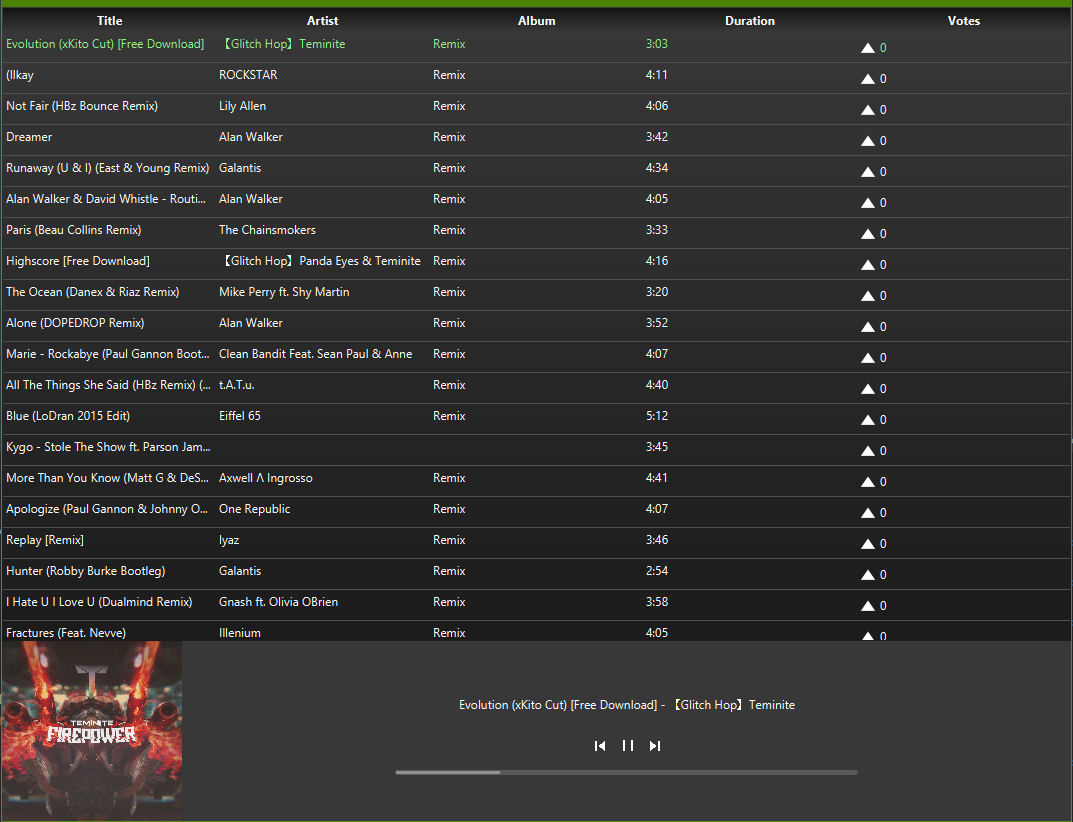 Title Artist Album Duration Votes
Evolution (xKito Cut) [Free Download] 【Glitch Hop】Teminite Remix 3:03 0
(Ilkay ROCKSTAR Remix 4:11 0
Not Fair (HBz Bounce Remix) Lily Allen Remix 4:06 0
Dreamer Alan Walker Remix 3:42 0
Runaway (U & I) (East & Young Remix) Galantis Remix 4:34 0
Alan Walker & David Whistle - Routi... Alan Walker Remix 4:05 0
Paris (Beau Collins Remix) The Chainsmokers Remix 3:33 0
Highscore [Free Download] 【Glitch Hop】Panda Eyes & Teminite Remix 4:16 0
The Ocean (Danex & Riaz Remix) Mike Perry ft. Shy Martin Remix 3:20 0
Alone (DOPEDROP Remix) Alan Walker Remix 3:52 0
Marie - Rockabye (Paul Gannon Boot... Clean Bandit Feat. Sean Paul & Anne Remix 4:07 0
All The Things She Said (HBz Remix) (... t.A.T.u. Remix 4:40 0
Blue (LoDran 2015 Edit) Eiffel 65 Remix 5:12 0
Kygo - Stole The Show ft. Parson Jam... 3:45 0
More Than You Know (Matt G & DeS... Axwell Λ Ingrosso Remix 4:41 0
Apologize (Paul Gannon & Johnny O... One Republic Remix 4:07 0
Replay [Remix] Iyaz Remix 3:46 0
Hunter (Robby Burke Bootleg) Galantis Remix 2:54 0
I Hate U I Love U (Dualmind Remix) Gnash ft. Olivia OBrien Remix 3:58 0
Fractures (Feat. Nevve) Illenium Remix 4:05 0
TEMINITE
FIREPOWER
Evolution (xKito Cut) [Free Download] - 【Glitch Hop】Teminite